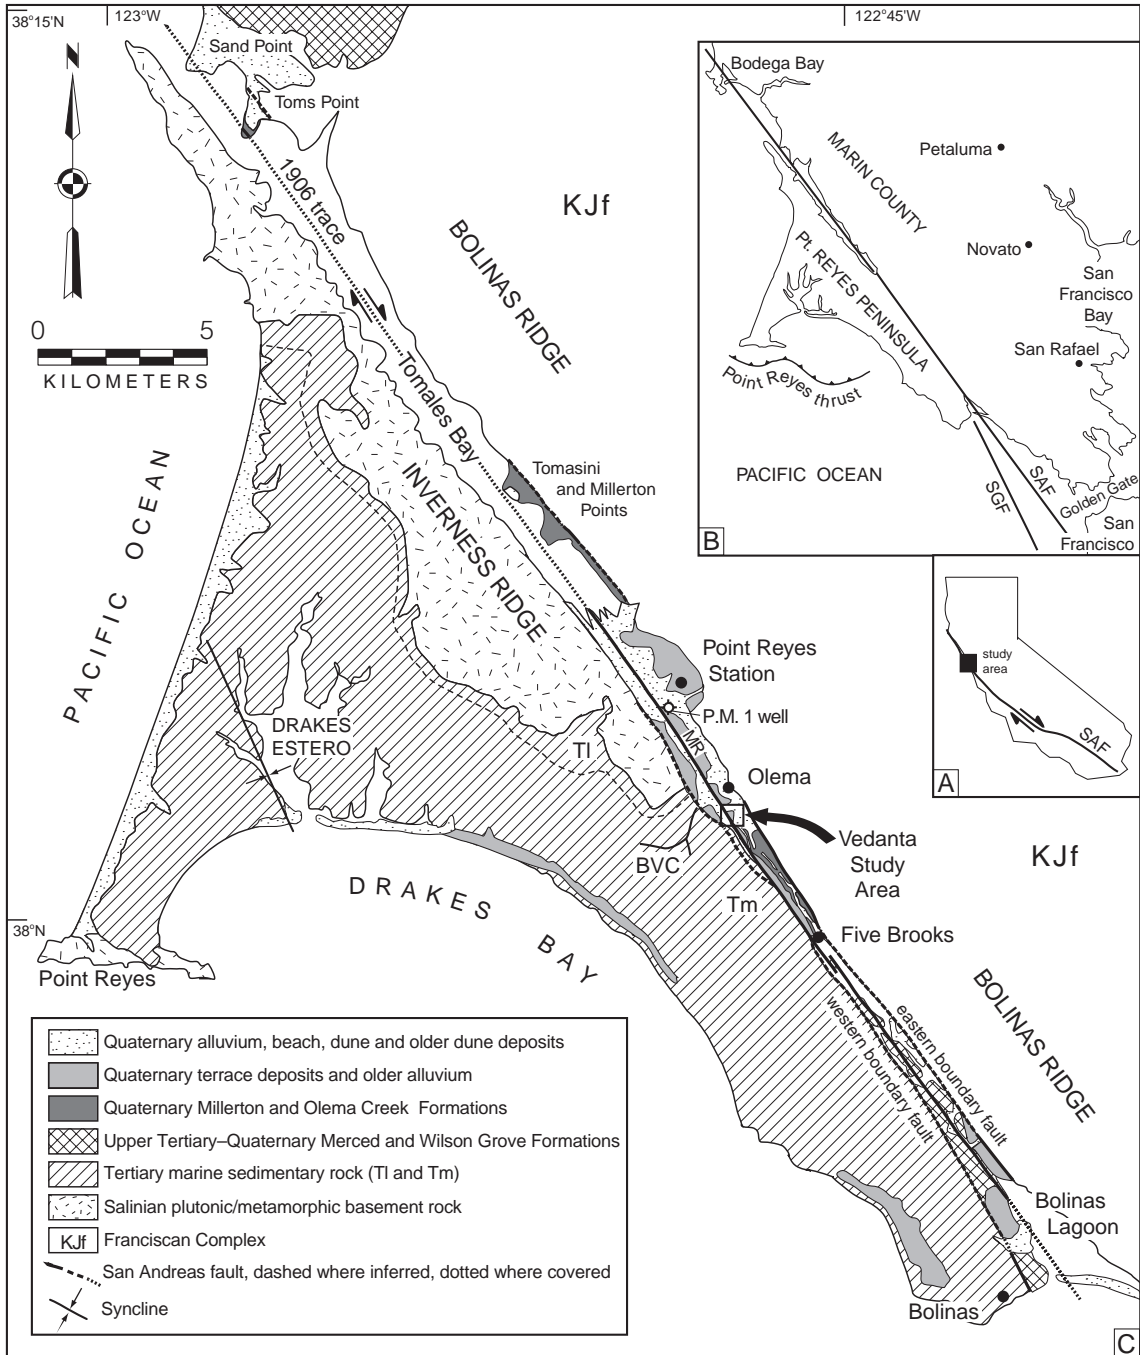 38°15'N
123°W
122°45'W
Sand Point
Toms Point
N
1906 trace
KJf
BOLINAS RIDGE
0 5
KILOMETERS
Tomales Bay
PACIFIC OCEAN
INVERNESS RIDGE
Tomasini
and Millerton
Points
Point Reyes
Station
P.M. 1 well
MR
Tl
DRAKES
ESTERO
Olema
BVC
Vedanta
Study
Area
KJf
Tm
DRAKES
BAY
38°N
Five Brooks
Point Reyes
BOLINAS RIDGE
eastern boundary fault
western boundary fault
Bolinas
Lagoon
Bolinas
C
Bodega Bay
MARIN COUNTY
Petaluma
Pt. REYES PENINSULA
Novato
San
Francisco
Bay
San Rafael
Point Reyes thrust
PACIFIC OCEAN
SGF
SAF
Golden Gate
San
Francisco
B
study
area
SAF
A
Quaternary alluvium, beach, dune and older dune deposits
Quaternary terrace deposits and older alluvium
Quaternary Millerton and Olema Creek Formations
Upper Tertiary–Quaternary Merced and Wilson Grove Formations
Tertiary marine sedimentary rock (Tl and Tm)
Salinian plutonic/metamorphic basement rock
KJf Franciscan Complex
San Andreas fault, dashed where inferred, dotted where covered
Syncline